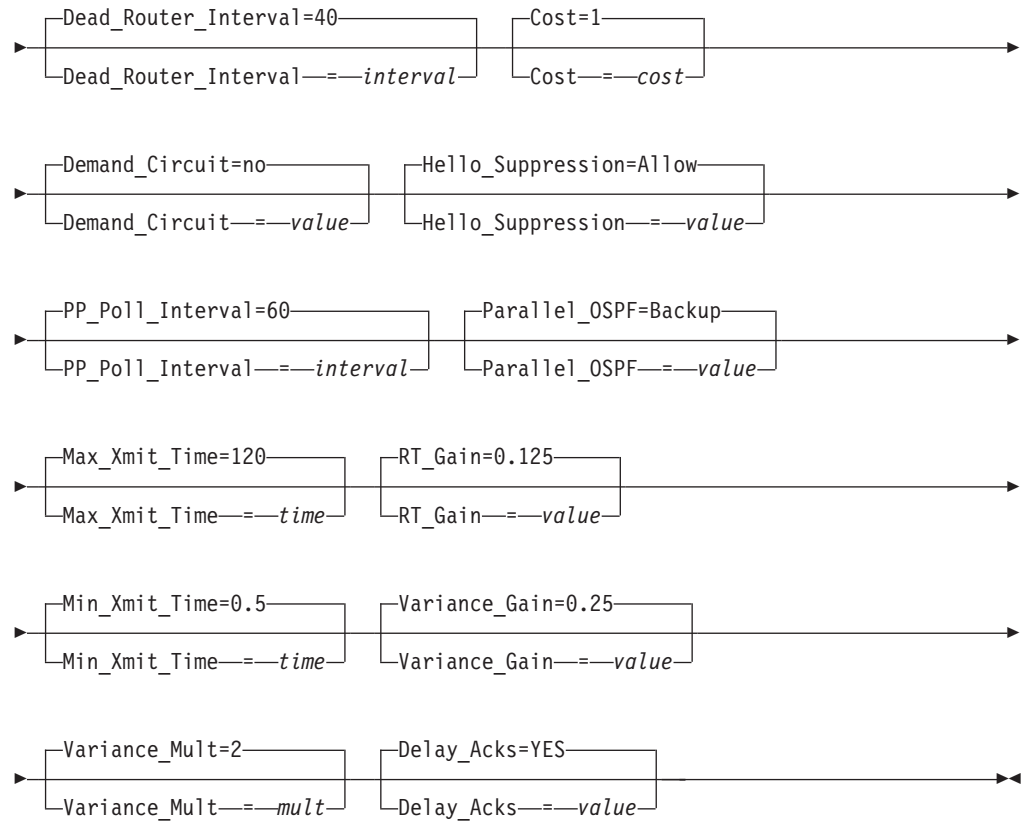 Dead_Router_Interval=40 Cost=1
Dead_Router_Interval = interval Cost = cost
Demand_Circuit=no Hello_Suppression=Allow
Demand_Circuit = value Hello_Suppression = value
PP_Poll_Interval=60 Parallel_OSPF=Backup
PP_Poll_Interval = interval Parallel_OSPF = value
Max_Xmit_Time=120 RT_Gain=0.125
Max_Xmit_Time = time RT_Gain = value
Min_Xmit_Time=0.5 Variance_Gain=0.25
Min_Xmit_Time = time Variance_Gain = value
Variance_Mult=2 Delay_Acks=YES
Variance_Mult = mult Delay_Acks = value